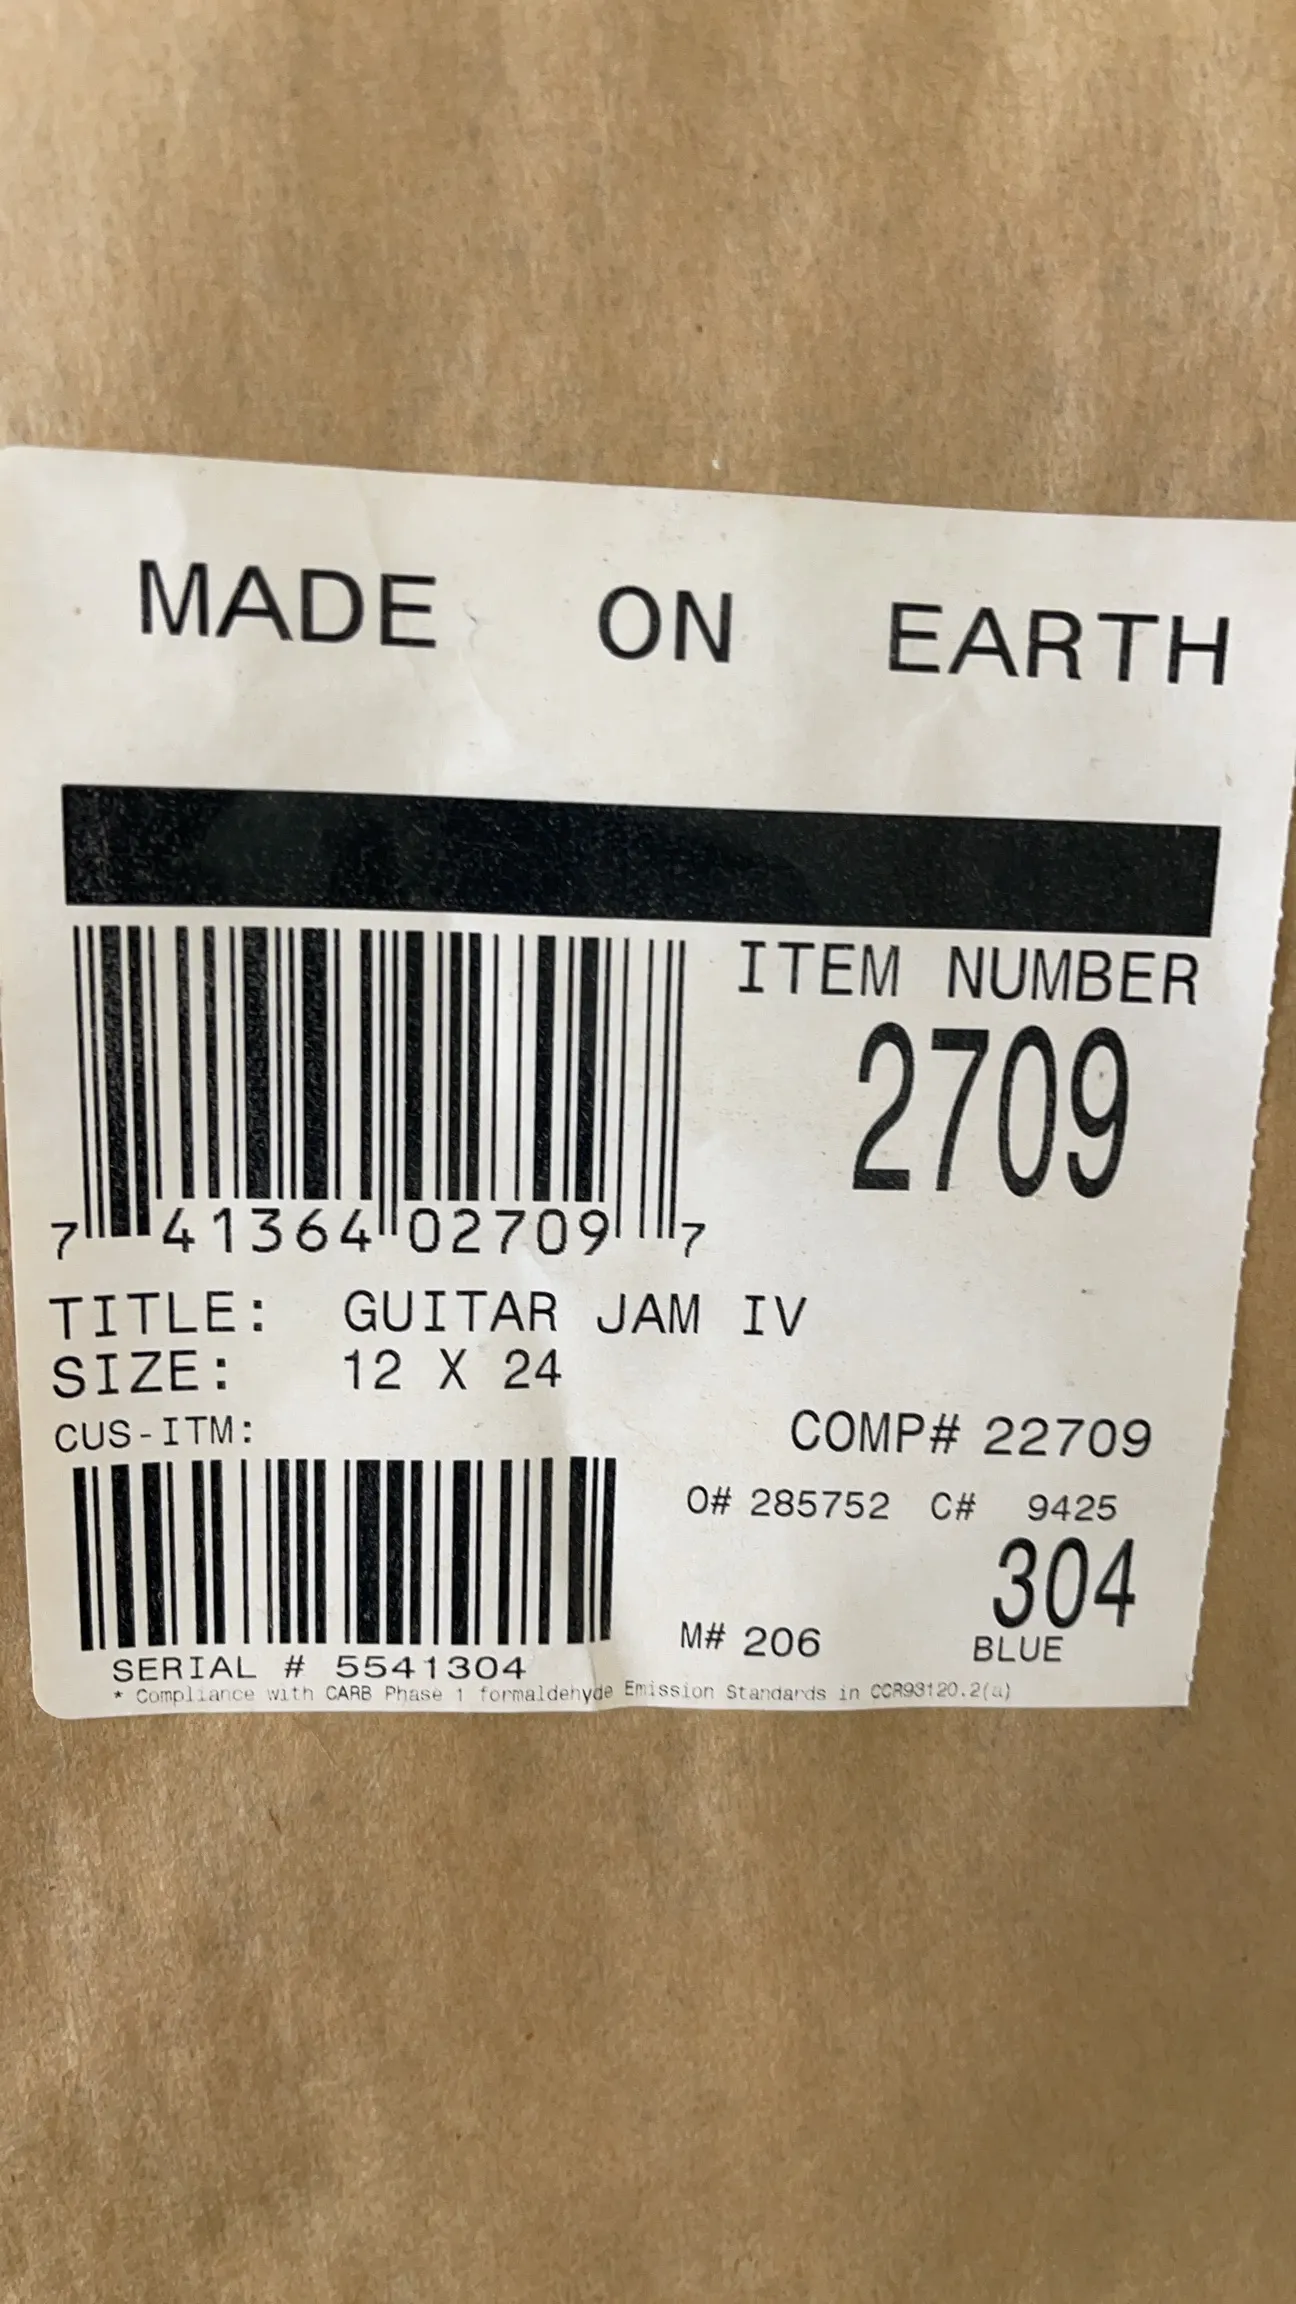 MADE ON EARTH
ITEM NUMBER
2709
7 41364 02709 7
TITLE: GUITAR JAM IV
SIZE: 12 X 24
CUS-ITM:
COMP# 22709
O# 285752 C# 9425
304
M# 206
BLUE
SERIAL # 5541304
* Compliance with CARB Phase 1 formaldehyde Emission Standards in CCR93120.2(a)